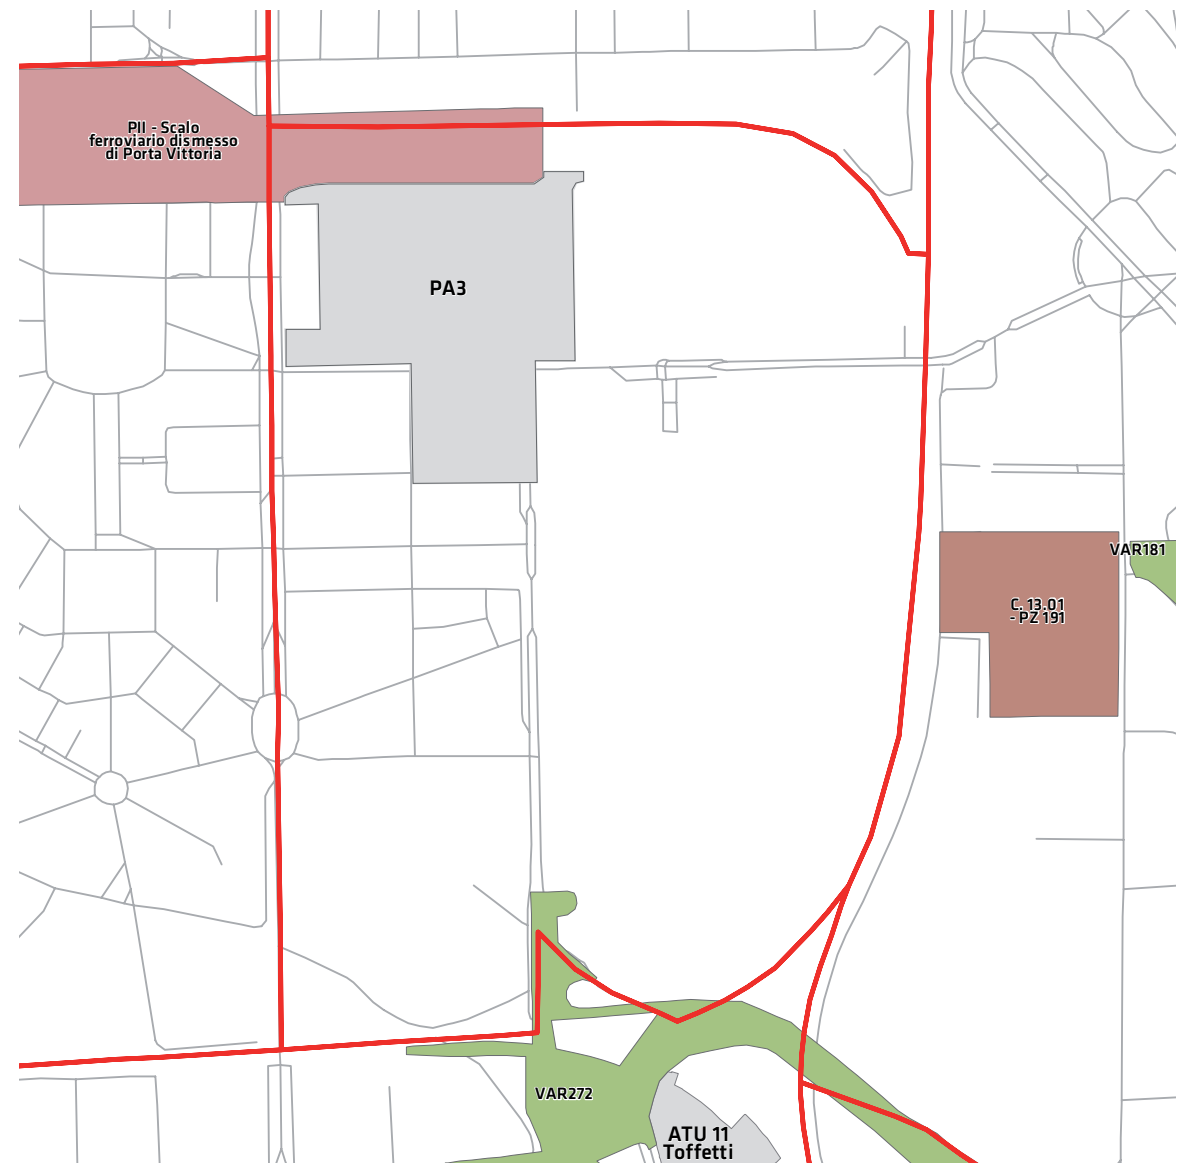 PII - Scalo
ferroviario dismesso
di Porta Vittoria
PA3
VAR181
C. 13.01
- PZ 191
VAR272
ATU 11
Toffetti